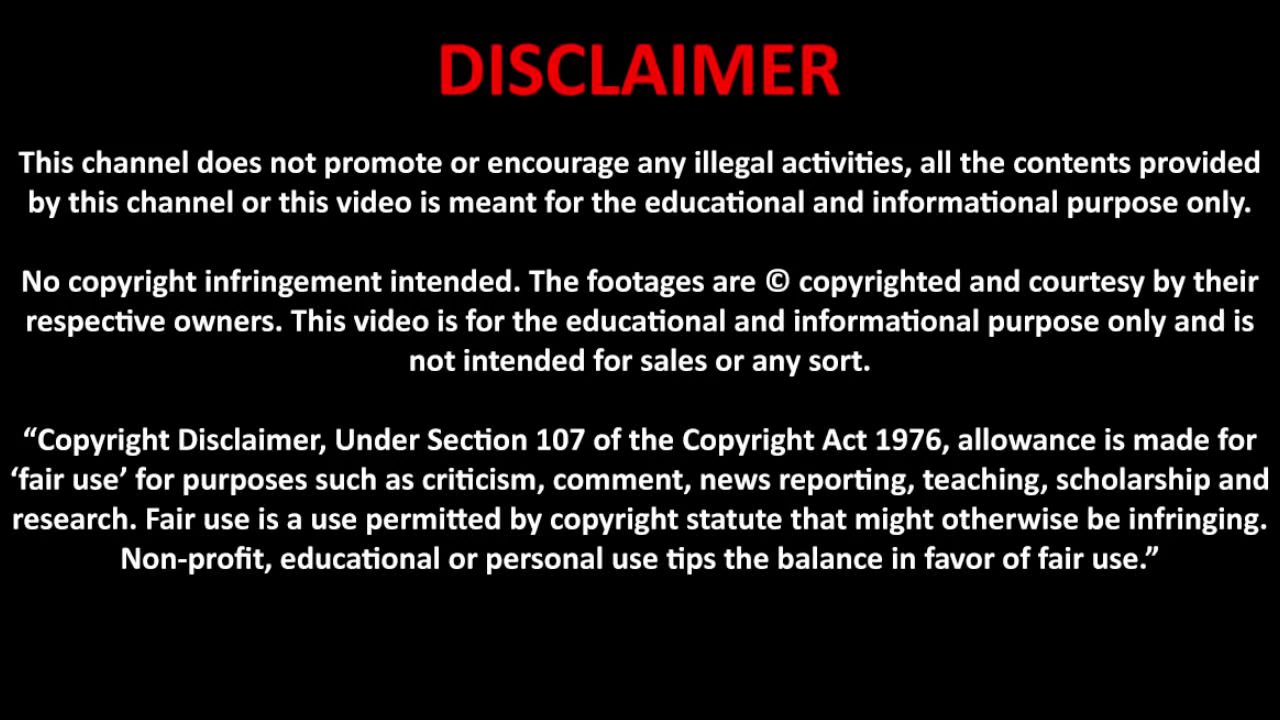 DISCLAIMER
This channel does not promote or encourage any illegal activities, all the contents provided
by this channel or this video is meant for the educational and informational purpose only.
No copyright infringement intended. The footages are © copyrighted and courtesy by their
respective owners. This video is for the educational and informational purpose only and is
not intended for sales or any sort.
“Copyright Disclaimer, Under Section 107 of the Copyright Act 1976, allowance is made for
‘fair use’ for purposes such as criticism, comment, news reporting, teaching, scholarship and
research. Fair use is a use permitted by copyright statute that might otherwise be infringing.
Non-profit, educational or personal use tips the balance in favor of fair use.”